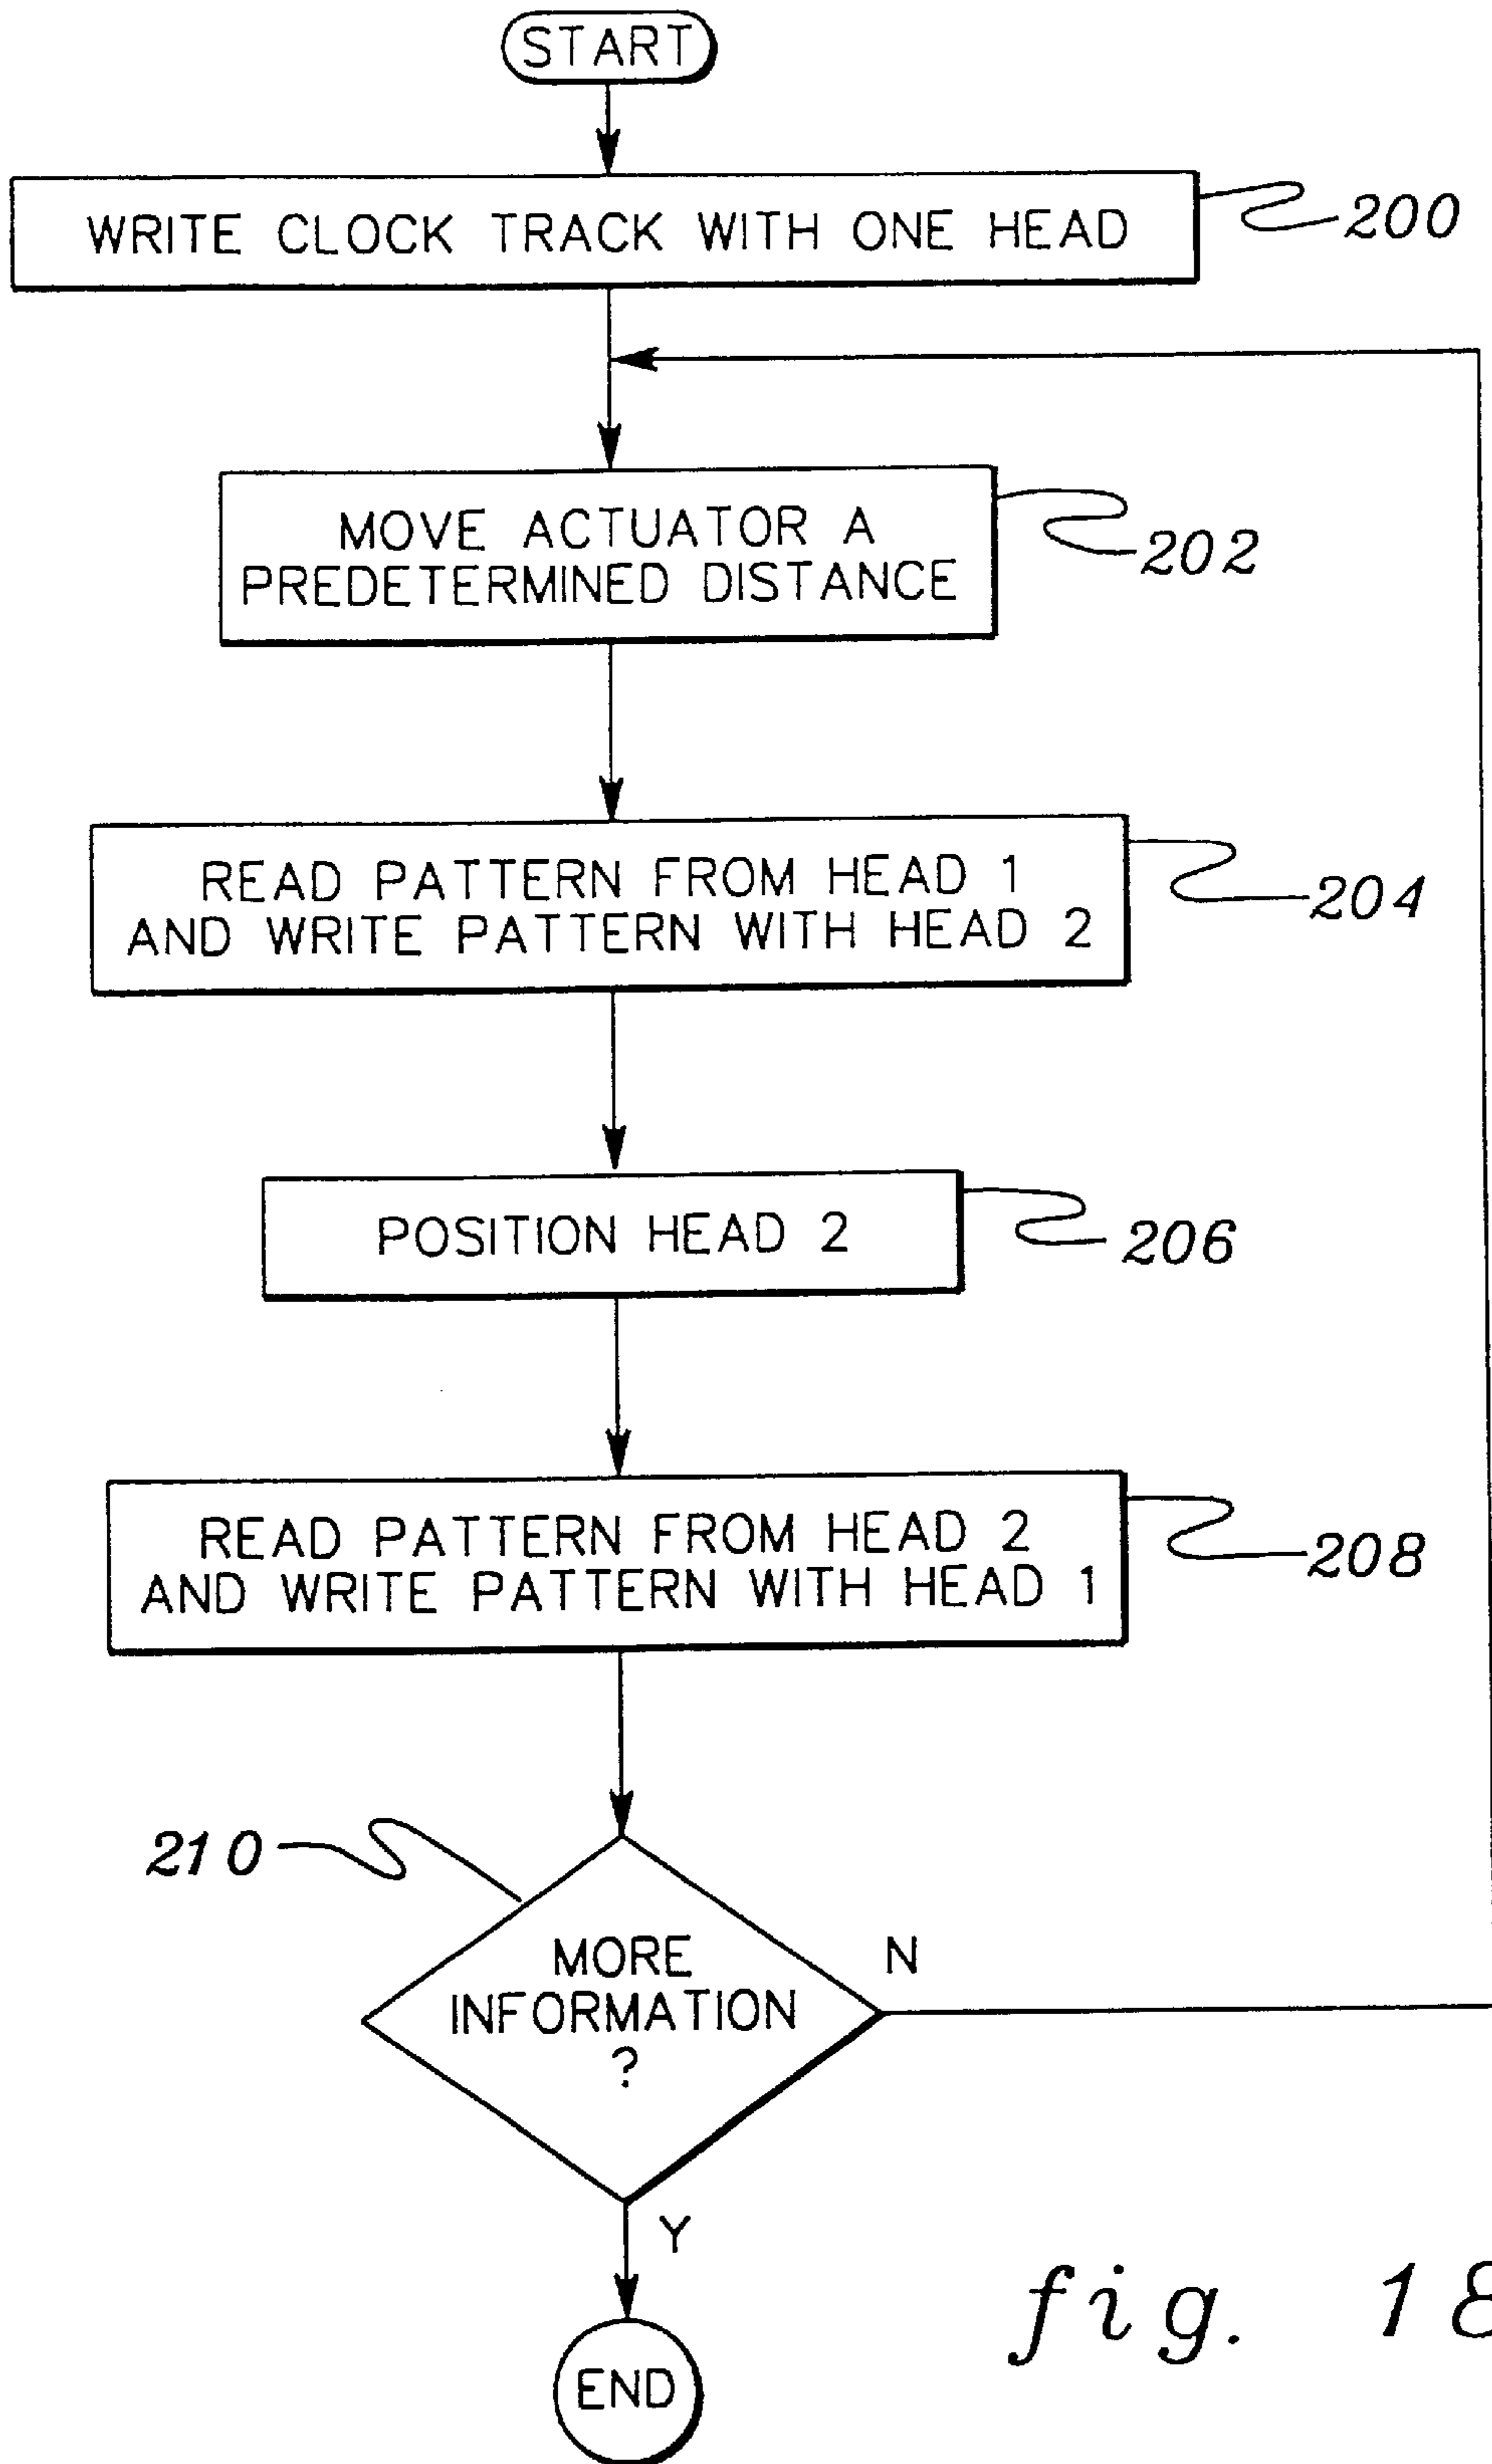 START
WRITE CLOCK TRACK WITH ONE HEAD
200
MOVE ACTUATOR A
PREDETERMINED DISTANCE
202
READ PATTERN FROM HEAD 1
AND WRITE PATTERN WITH HEAD 2
204
POSITION HEAD 2
206
READ PATTERN FROM HEAD 2
AND WRITE PATTERN WITH HEAD 1
208
210
MORE
INFORMATION
?
N
Y
END
fig. 18